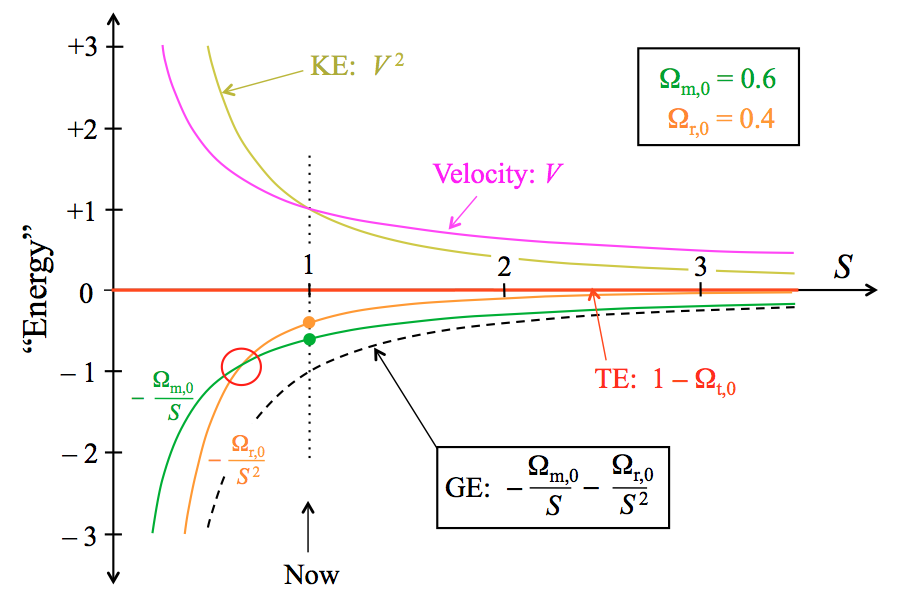 +3
KE: V²
Ωm,0 = 0.6
Ωr,0 = 0.4
+2
Velocity: V
+1
"Energy"
1
2
3
S
0
− 1
− Ωm,0/S
TE: 1 − Ωt,0
− 2
− Ωr,0/S²
GE: − Ωm,0/S − Ωr,0/S²
− 3
Now